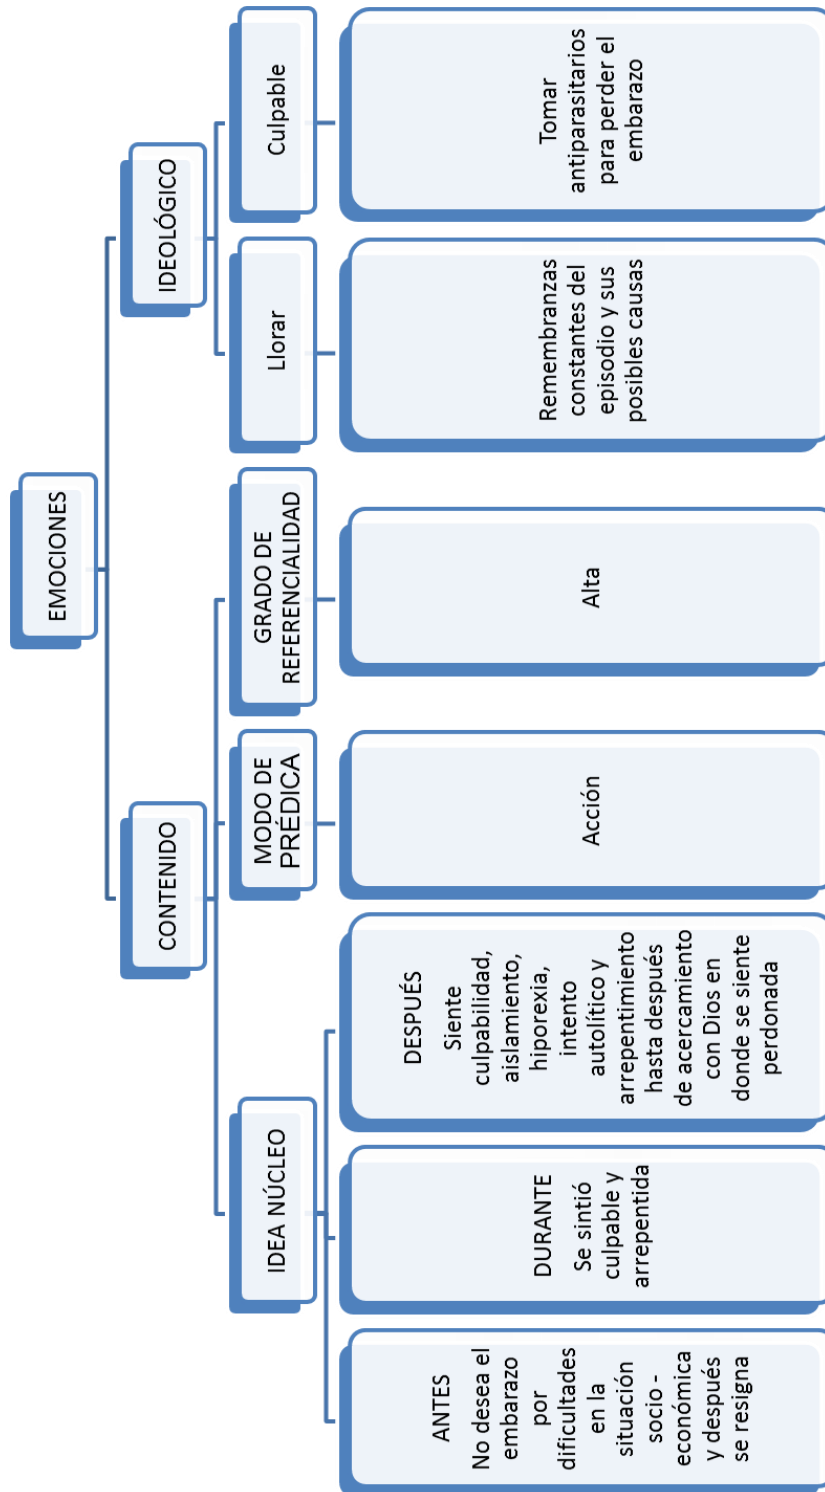 EMOCIONES
CONTENIDO
IDEOLÓGICO
IDEA NÚCLEO
MODO DE
PRÉDICA
GRADO DE
REFERENCIALIDAD
Llorar
Culpable
ANTES
No desea el
embarazo
por
dificultades
en la
situación
socio -
económica
y después
se resigna
DURANTE
Se sintió
culpable y
arrepentida
DESPUÉS
Siente
culpabilidad,
aislamiento,
hiporexia,
intento
autolítico y
arrepentimiento
hasta después
de acercamiento
con Dios en
donde se siente
perdonada
Acción
Alta
Remembranzas
constantes del
episodio y sus
posibles causas
Tomar
antiparasitarios
para perder el
embarazo